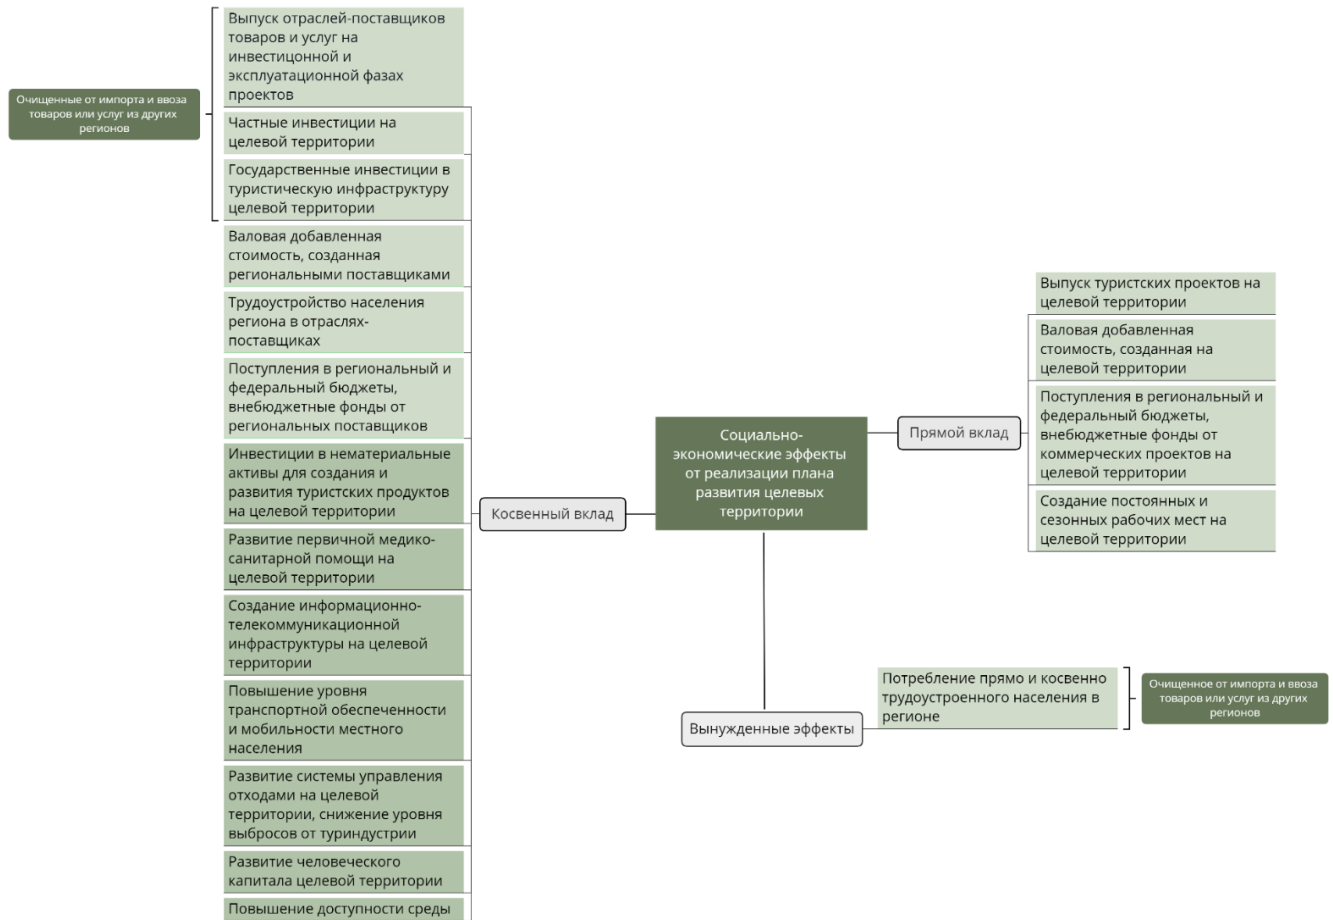 Выпуск отраслей-поставщиков
товаров и услуг на
инвестицонной и
эксплуатационной фазах
проектов
Очищенные от импорта и ввоза
товаров или услуг из других
регионов
Частные инвестиции на
целевой территории
Государственные инвестиции в
туристическую инфраструктуру
целевой территории
Валовая добавленная
стоимость, созданная
региональными поставщиками
Трудоустройство населения
региона в отраслях-
поставщиках
Поступления в региональный и
федеральный бюджеты,
внебюджетные фонды от
региональных поставщиков
Инвестиции в нематериальные
активы для создания и
развития туристских продуктов
на целевой территории
Развитие первичной медико-
санитарной помощи на
целевой территории
Создание информационно-
телекоммуникационной
инфраструктуры на целевой
территории
Повышение уровня
транспортной обеспеченности
и мобильности местного
населения
Развитие системы управления
отходами на целевой
территории, снижение уровня
выбросов от туриндустрии
Развитие человеческого
капитала целевой территории
Повышение доступности среды
Косвенный вклад
Социально-
экономические эффекты
от реализации плана
развития целевых
территории
Прямой вклад
Выпуск туристских проектов на
целевой территории
Валовая добавленная
стоимость, созданная на
целевой территории
Поступления в региональный и
федеральный бюджеты,
внебюджетные фонды от
коммерческих проектов на
целевой территории
Создание постоянных и
сезонных рабочих мест на
целевой территории
Вынужденные эффекты
Потребление прямо и косвенно
трудоустроенного населения в
регионе
Очищенное от импорта и ввоза
товаров или услуг из других
регионов